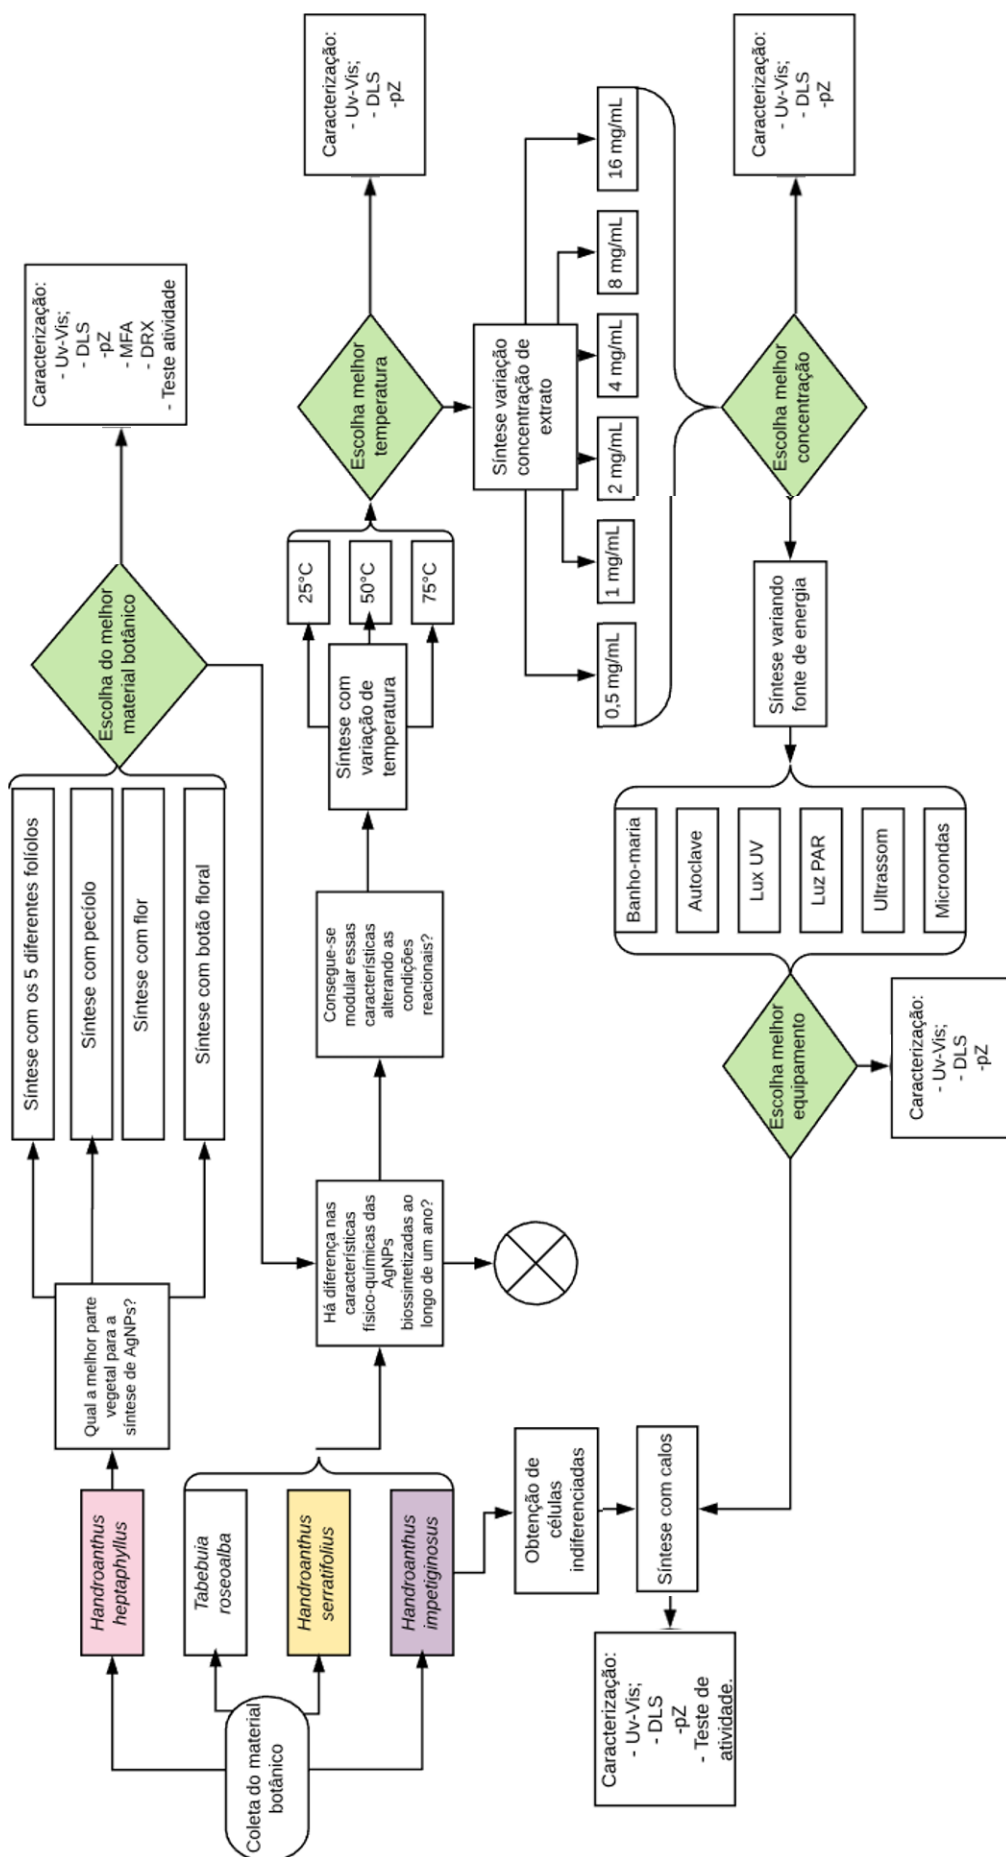 Coleta do material
botânico
Handroanthus
heptaphyllus
Tabebuia
roseoalba
Handroanthus
serratifolius
Handroanthus
impetiginosus
Qual a melhor parte
vegetal para a
síntese de AgNPs?
Síntese com os 5 diferentes folíolos
Síntese com pecíolo
Síntese com flor
Síntese com botão floral
Escolha do melhor
material botânico
Caracterização:
- Uv-Vis;
- DLS
-pZ
- MFA
- DRX
- Teste atividade
Há diferença nas
características
físico-químicas das
AgNPs
biossintetizadas ao
longo de um ano?
Consegue-se
modular essas
características
alterando as
condições
reacionais?
Síntese com
variação de
temperatura
25°C
50°C
75°C
Escolha melhor
temperatura
Caracterização:
- Uv-Vis;
- DLS
-pZ
Síntese variação
concentração de
extrato
0,5 mg/mL
1 mg/mL
2 mg/mL
4 mg/mL
8 mg/mL
16 mg/mL
Escolha melhor
concentração
Caracterização:
- Uv-Vis;
- DLS
-pZ
Síntese variando
fonte de energia
Banho-maria
Autoclave
Lux UV
Luz PAR
Ultrassom
Microondas
Escolha melhor
equipamento
Caracterização:
- Uv-Vis;
- DLS
-pZ
Obtenção de
células
indiferenciadas
Síntese com calos
Caracterização:
- Uv-Vis;
- DLS
-pZ
- Teste de
atividade.